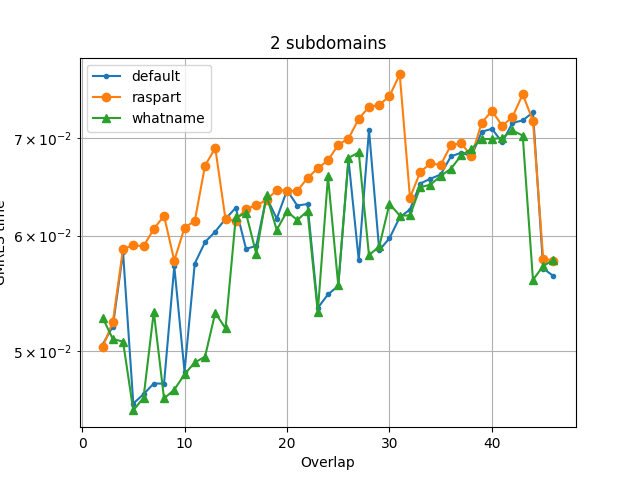 2 subdomains
default
raspart
whatname
7 × 10⁻²
6 × 10⁻²
5 × 10⁻²
GMRES time
0 10 20 30 40
Overlap